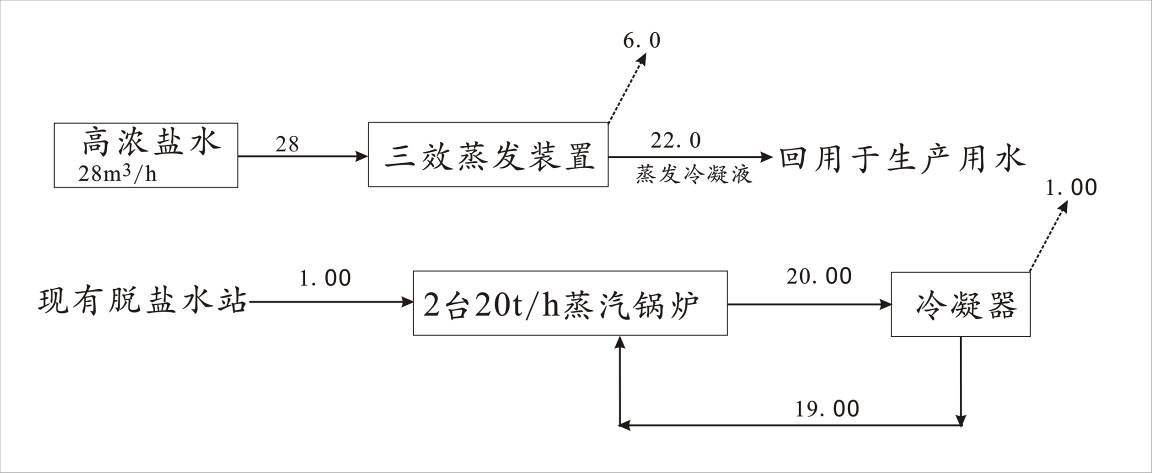 6.0
高浓盐水
28m³/h
28
三效蒸发装置
22.0
蒸发冷凝液
回用于生产用水
1.00
现有脱盐水站
1.00
2台20t/h蒸汽锅炉
20.00
冷凝器
19.00